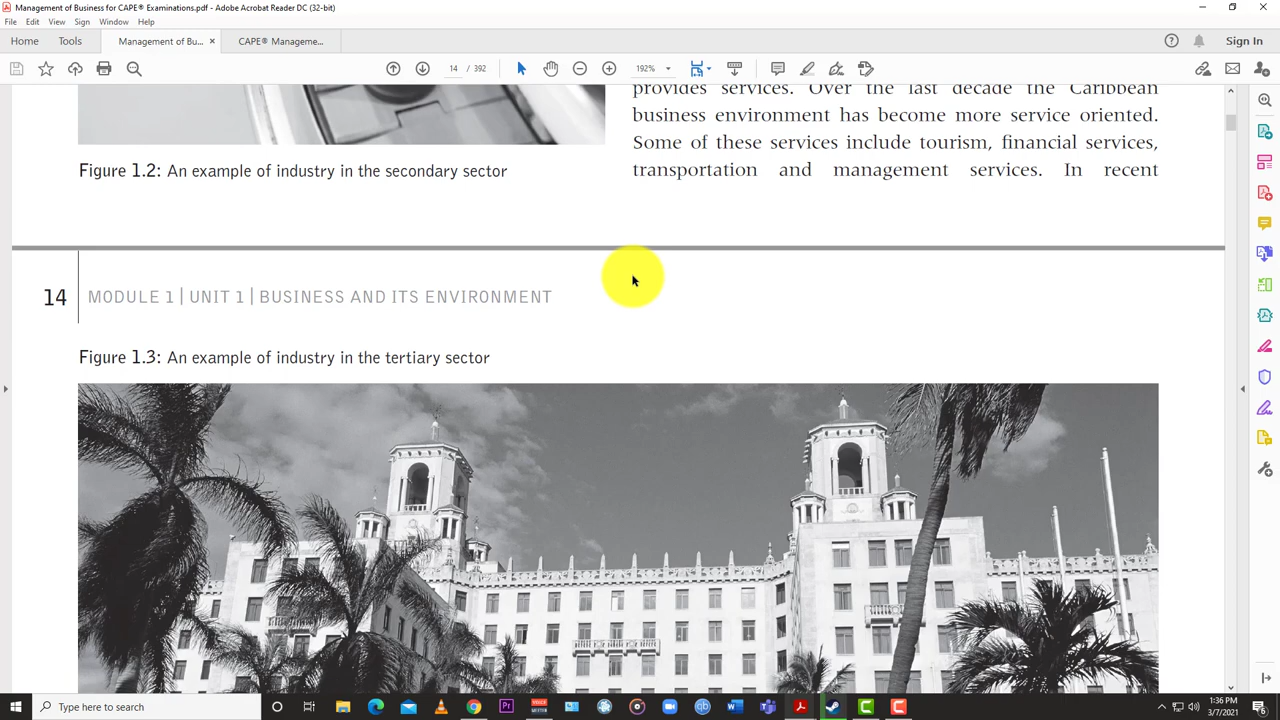 Management of Business for CAPE® Examinations.pdf - Adobe Acrobat Reader DC (32-bit)
File Edit View Sign Window Help
Home Tools Management of Bu... × CAPE® Manageme... Sign In
14 / 392 192%
provides services. Over the last decade the Caribbean
business environment has become more service oriented.
Some of these services include tourism, financial services,
transportation and management services. In recent
Figure 1.2: An example of industry in the secondary sector
14 MODULE 1 | UNIT 1 | BUSINESS AND ITS ENVIRONMENT
Figure 1.3: An example of industry in the tertiary sector
Type here to search
1:36 PM
3/7/2021